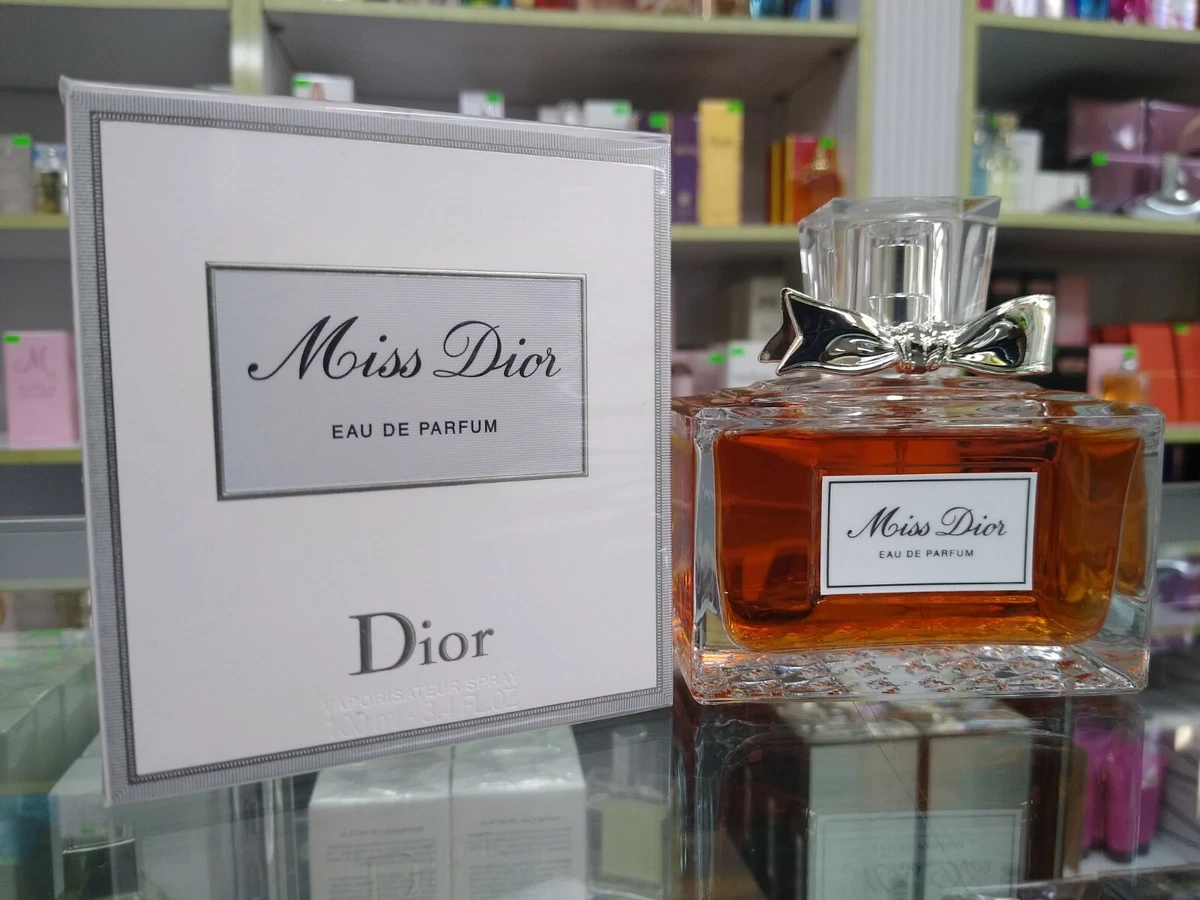 Miss Dior
EAU DE PARFUM
Dior
VAPORISATEUR SPRAY
100 ml - 3.4 FL.OZ
Miss Dior
EAU DE PARFUM